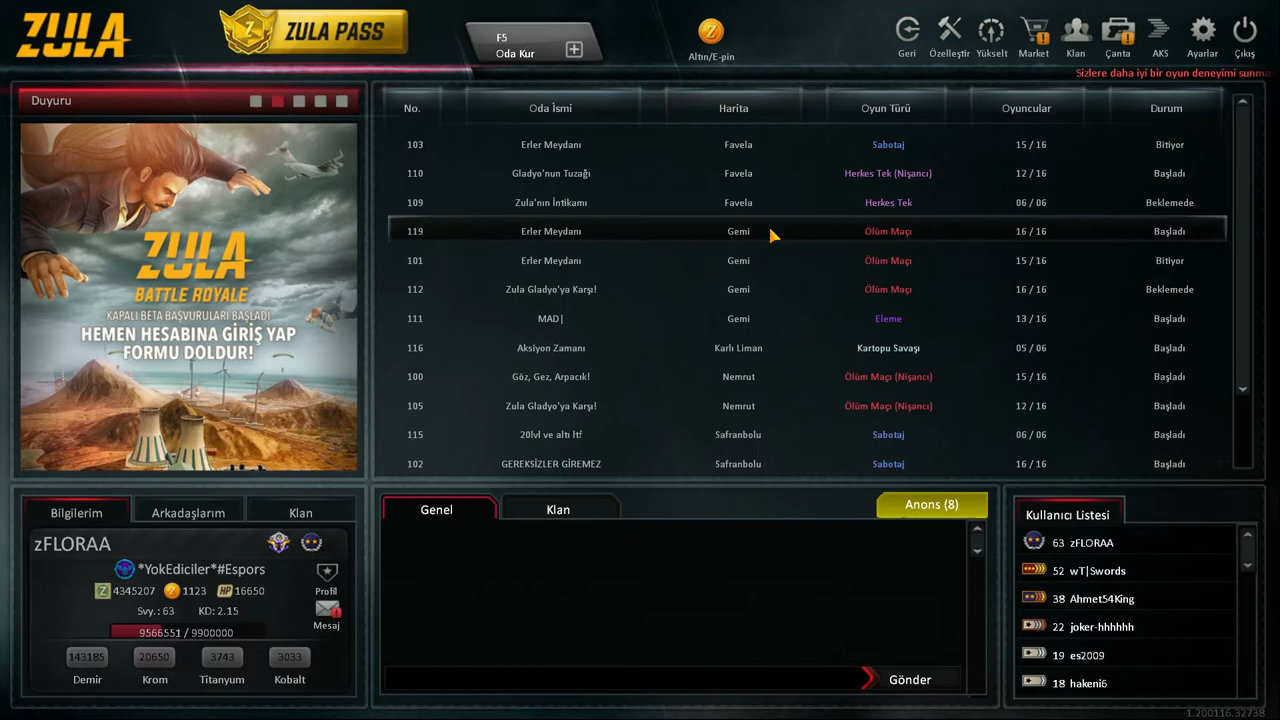 ZULA
ZULA PASS
F5
Oda Kur
Altın/E-pin
Geri
Özelleştir
Yükselt
Market
Klan
Çanta
AKS
Ayarlar
Çıkış
Sizlere daha iyi bir oyun deneyimi sunma
Duyuru
ZULA
BATTLE ROYALE
KAPALI BETA BAŞVURULARI BAŞLADI
HEMEN HESABINA GİRİŞ YAP
FORMU DOLDUR!
No. Oda İsmi Harita Oyun Türü Oyuncular Durum
103 Erler Meydanı Favela Sabotaj 15 / 16 Bitiyor
110 Gladyo'nun Tuzağı Favela Herkes Tek (Nişancı) 12 / 16 Başladı
109 Zula'nın İntikamı Favela Herkes Tek 06 / 06 Beklemede
119 Erler Meydanı Gemi Ölüm Maçı 16 / 16 Başladı
101 Erler Meydanı Gemi Ölüm Maçı 15 / 16 Bitiyor
112 Zula Gladyo'ya Karşı! Gemi Ölüm Maçı 16 / 16 Beklemede
111 MAD| Gemi Eleme 13 / 16 Başladı
116 Aksiyon Zamanı Karlı Liman Kartopu Savaşı 05 / 06 Başladı
100 Göz, Gez, Arpacık! Nemrut Ölüm Maçı (Nişancı) 15 / 16 Başladı
105 Zula Gladyo'ya Karşı! Nemrut Ölüm Maçı (Nişancı) 12 / 16 Başladı
115 20lvl ve altı ltf Safranbolu Sabotaj 06 / 06 Başladı
102 GEREKSİZLER GİREMEZ Safranbolu Sabotaj 16 / 16 Başladı
Bilgilerim Arkadaşlarım Klan
zFLORAA
*YokEdiciler*#Espors
Z 4345207 1123 HP 16650
Profil
Svy. : 63 KD: 2.15
Mesaj
9566551 / 9900000
143185 20650 3743 3033
Demir Krom Titanyum Kobalt
Genel Klan Anons (8)
Gönder
Kullanıcı Listesi
63 zFLORAA
52 wT|Swords
38 Ahmet54King
22 joker-hhhhhh
19 es2009
18 hakeni6
1.200116.32738